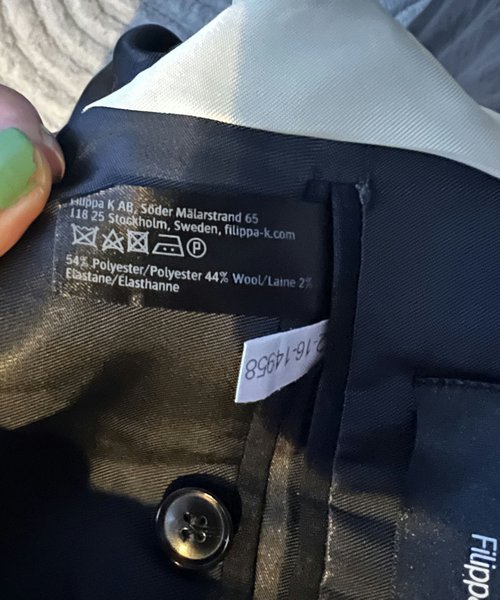 Filippa K AB, Söder Mälarstrand 65
118 25 Stockholm, Sweden, filippa-k.com
P
54% Polyester/Polyester 44% Wool/Laine 2%
Elastane/Elasthanne
2-16-14958
Filippa